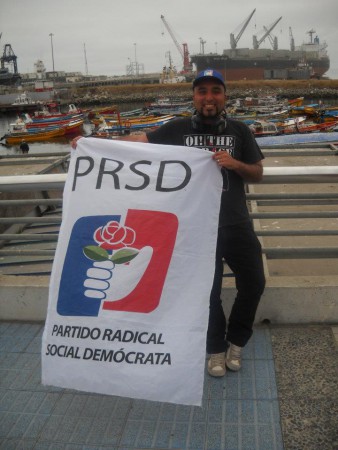 PRSD
PARTIDO RADICAL
SOCIAL DEMÓCRATA